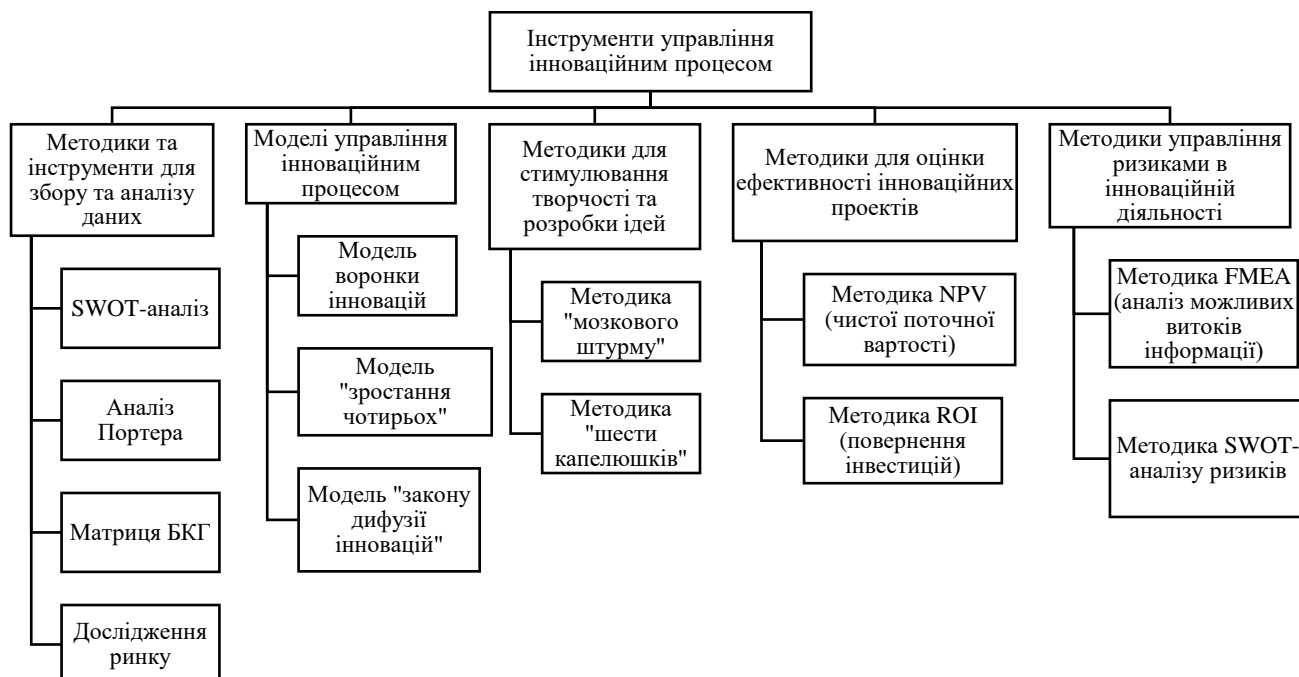 Інструменти управління
інноваційним процесом
Методики та
інструменти для
збору та аналізу
даних
SWOT-аналіз
Аналіз
Портера
Матриця БКГ
Дослідження
ринку
Моделі управління
інноваційним
процесом
Модель
воронки
інновацій
Модель
"зростання
чотирьох"
Модель "закону
дифузії
інновацій"
Методики для
стимулювання
творчості та
розробки ідей
Методика
"мозкового
штурму"
Методика
"шести
капелюшків"
Методики для оцінки
ефективності інноваційних
проектів
Методика NPV
(чистої поточної
вартості)
Методика ROI
(повернення
інвестицій)
Методики управління
ризиками в
інноваційній
діяльності
Методика FMEA
(аналіз можливих
витоків
інформації)
Методика SWOT-
аналізу ризиків